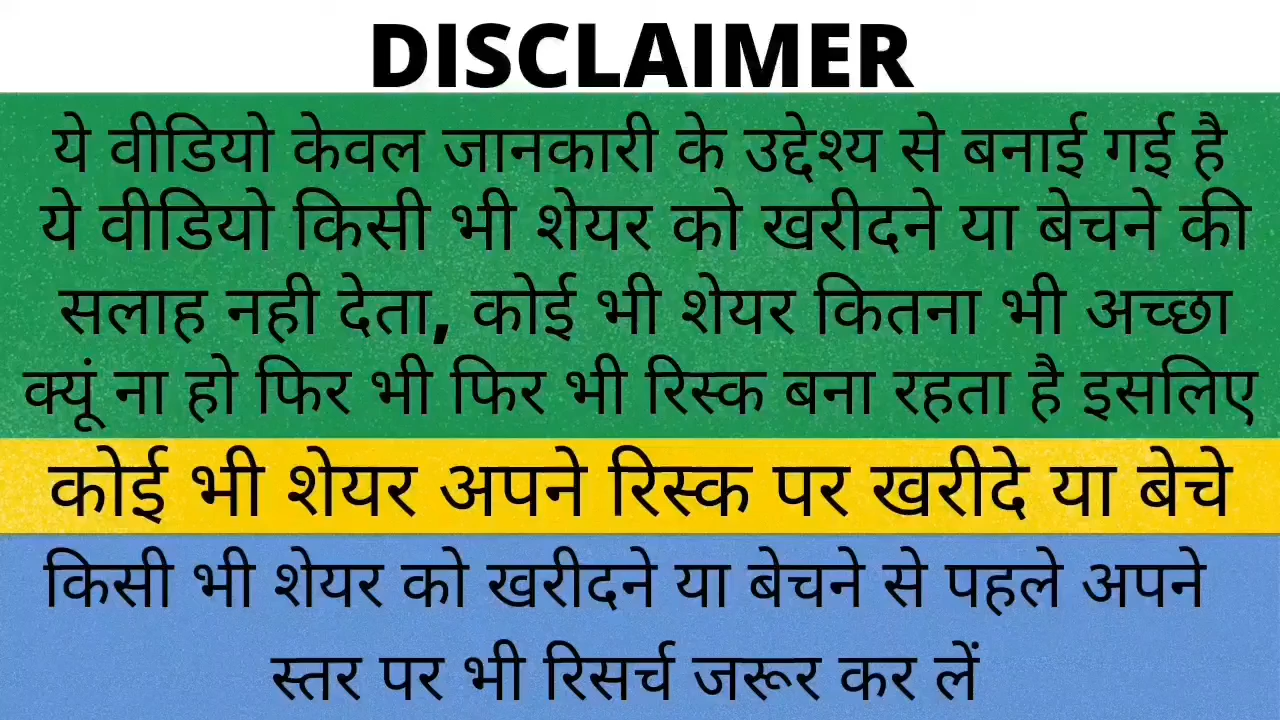 DISCLAIMER
ये वीडियो केवल जानकारी के उद्देश्य से बनाई गई है
ये वीडियो किसी भी शेयर को खरीदने या बेचने की
सलाह नही देता, कोई भी शेयर कितना भी अच्छा
क्यूं ना हो फिर भी फिर भी रिस्क बना रहता है इसलिए
कोई भी शेयर अपने रिस्क पर खरीदे या बेचे
किसी भी शेयर को खरीदने या बेचने से पहले अपने
स्तर पर भी रिसर्च जरूर कर लें